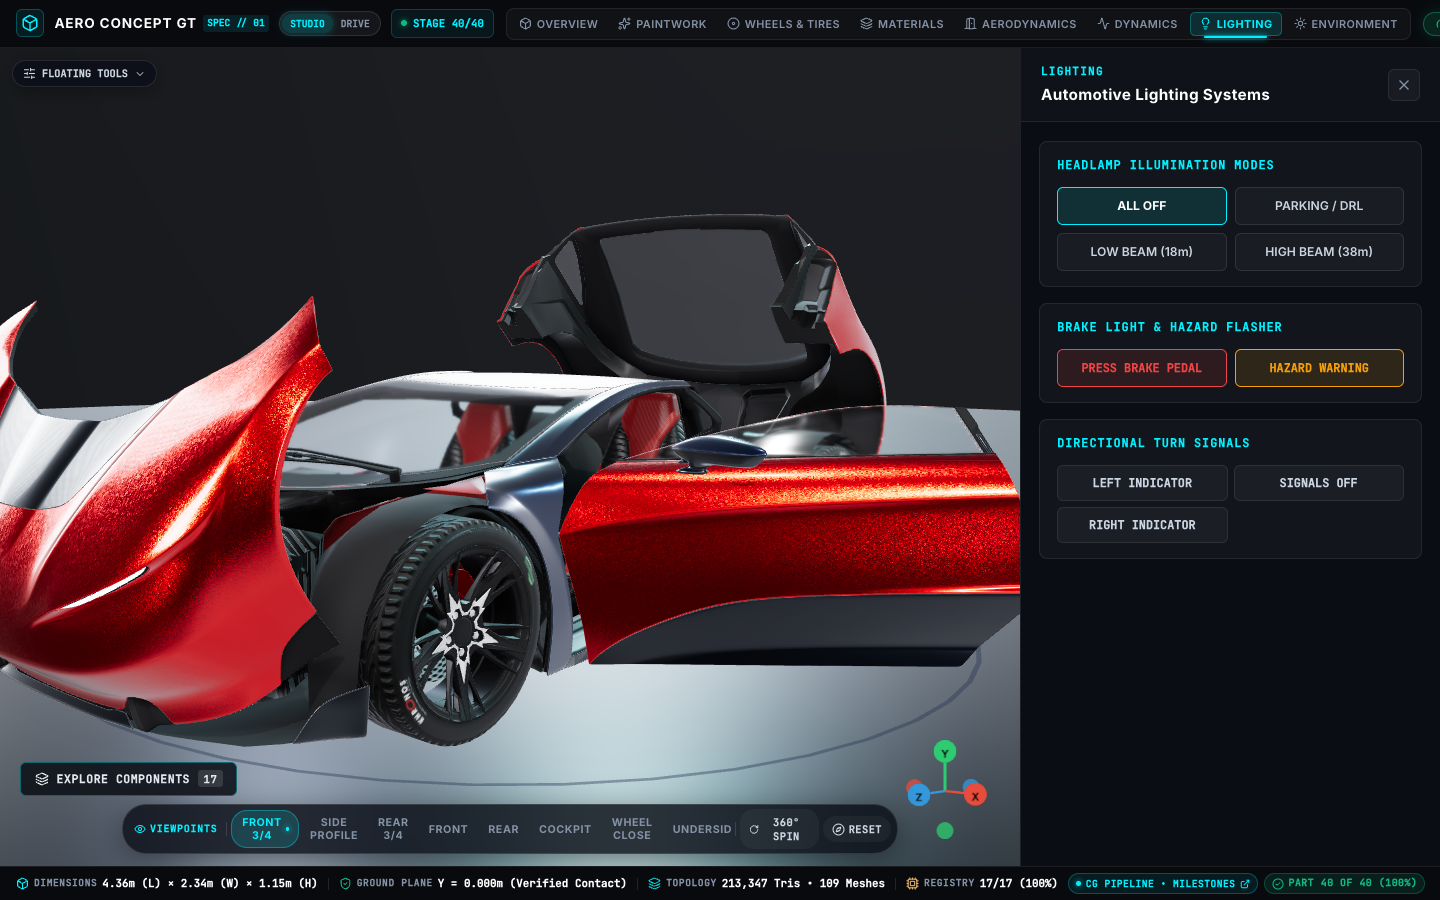 AERO CONCEPT GT SPEC // 01 STUDIO DRIVE STAGE 40/40 OVERVIEW PAINTWORK WHEELS & TIRES MATERIALS AERODYNAMICS DYNAMICS LIGHTING ENVIRONMENT
FLOATING TOOLS
LIGHTING
Automotive Lighting Systems
HEADLAMP ILLUMINATION MODES
ALL OFF PARKING / DRL
LOW BEAM (18m) HIGH BEAM (38m)
BRAKE LIGHT & HAZARD FLASHER
PRESS BRAKE PEDAL HAZARD WARNING
DIRECTIONAL TURN SIGNALS
LEFT INDICATOR SIGNALS OFF
RIGHT INDICATOR
Y
Z X
EXPLORE COMPONENTS 17
VIEWPOINTS
FRONT
3/4
SIDE
PROFILE
REAR
3/4
FRONT
REAR
COCKPIT
WHEEL
CLOSE
UNDERSID
360°
SPIN
RESET
DIMENSIONS 4.36m (L) × 2.34m (W) × 1.15m (H) GROUND PLANE Y = 0.000m (Verified Contact) TOPOLOGY 213,347 Tris • 109 Meshes REGISTRY 17/17 (100%) CG PIPELINE • MILESTONES PART 40 OF 40 (100%)